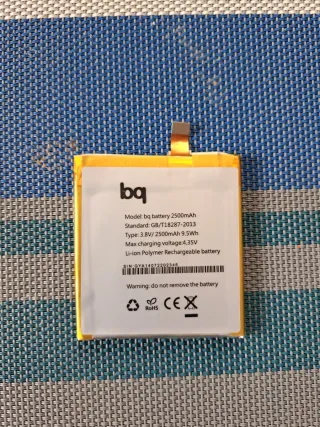 bq
Model: bq battery 2500mAh
Standard: GB/T18287-2013
Type: 3.8V/ 2500mAh 9.5Wh
Max charging voltage:4.35V
Li-ion Polymer Rechargeable battery
Warning: do not remove the battery
RoHS CE